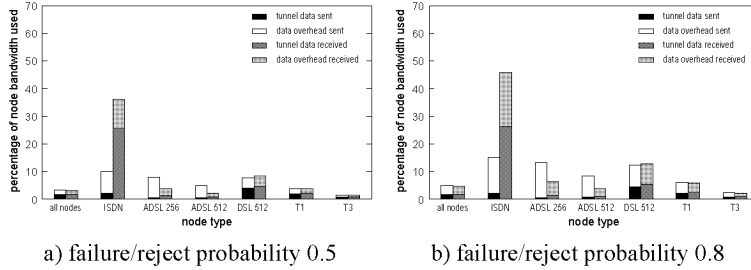 70
60
50
40
30
20
10
0
percentage of node bandwidth used
tunnel data sent
data overhead sent
tunnel data received
data overhead received
all nodes ISDN ADSL 256 ADSL 512 DSL 512 T1 T3
node type
a) failure/reject probability 0.5
70
60
50
40
30
20
10
0
percentage of node bandwidth used
tunnel data sent
data overhead sent
tunnel data received
data overhead received
all nodes ISDN ADSL 256 ADSL 512 DSL 512 T1 T3
node type
b) failure/reject probability 0.8